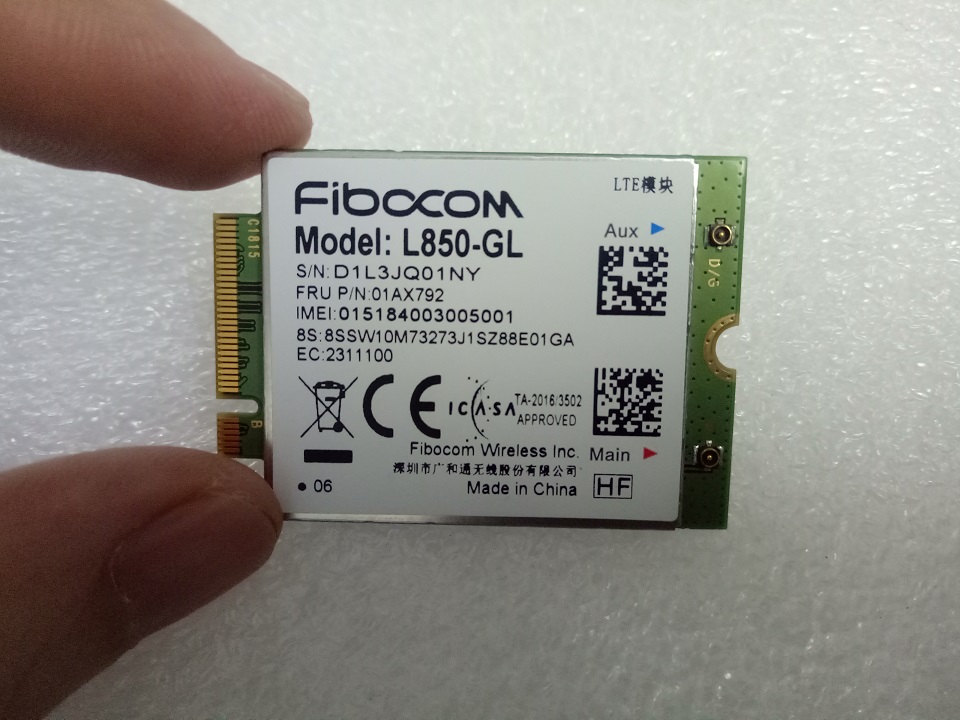 Fibocom
LTE模块
Model: L850-GL
Aux
S/N: D1L3JQ01NY
FRU P/N:01AX792
IMEI:015184003005001
8S:8SSW10M73273J1SZ88E01GA
EC:2311100
CE
ICASA
TA-2016/3502
APPROVED
Fibocom Wireless Inc.
Main
深圳市广和通无线股份有限公司
06
Made in China
HF
C1815
D/G
B